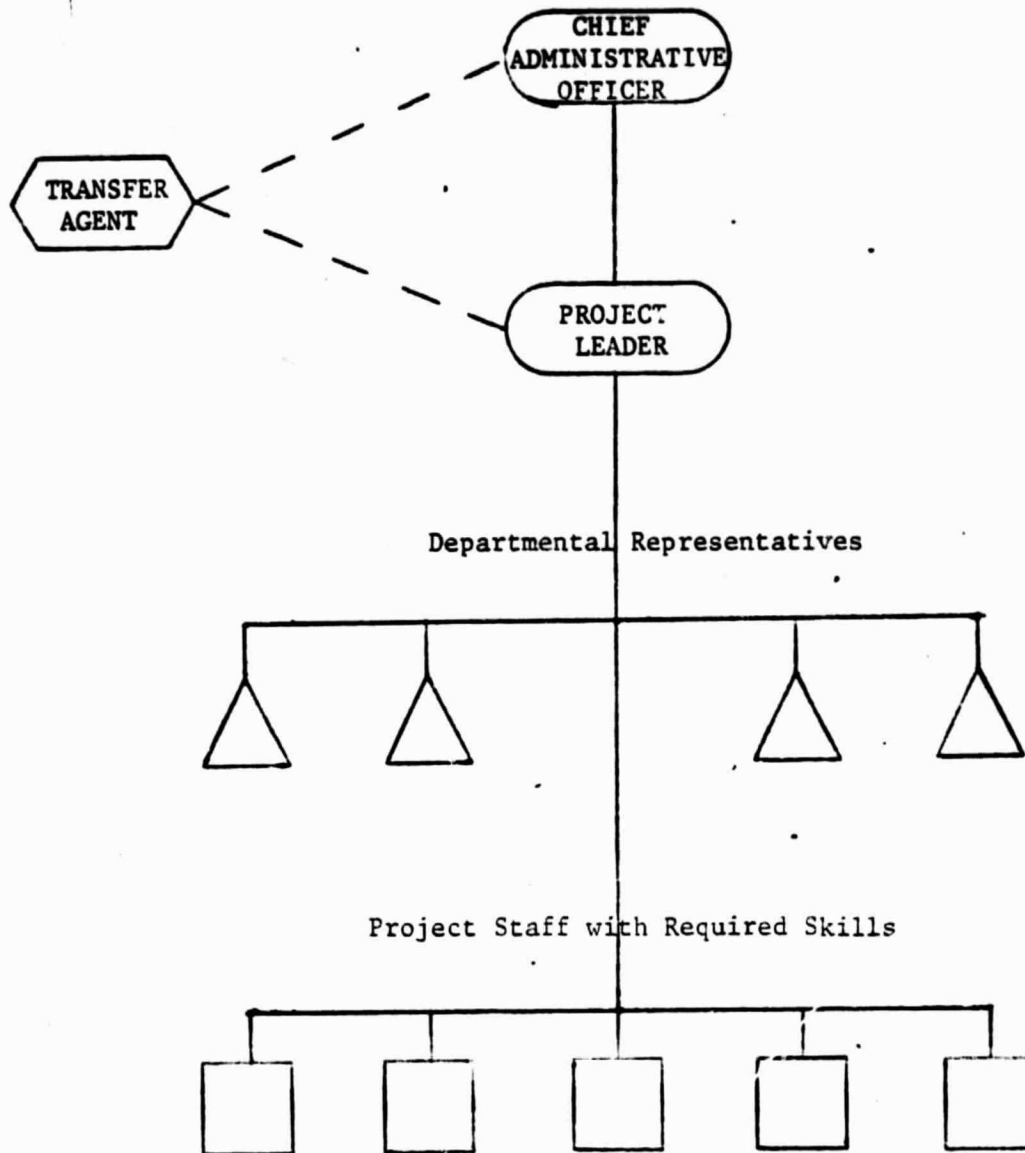 CHIEF
ADMINISTRATIVE
OFFICER
TRANSFER
AGENT
PROJECT
LEADER
Departmental Representatives
Project Staff with Required Skills